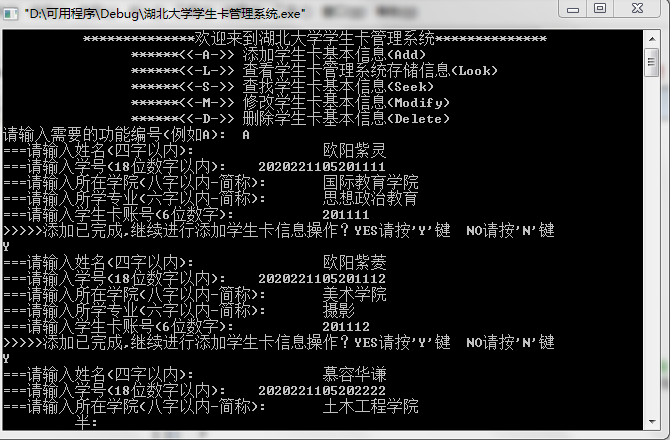 "D:\可用程序\Debug\湖北大学学生卡管理系统.exe"
**************欢迎来到湖北大学学生卡管理系统**************
******<<-A->> 添加学生卡基本信息(Add)
******<<-L->> 查看学生卡管理系统存储信息(Look)
******<<-S->> 查找学生卡基本信息(Seek)
******<<-M->> 修改学生卡基本信息(Modify)
******<<-D->> 删除学生卡基本信息(Delete)
请输入需要的功能编号(例如A): A
===请输入姓名(四字以内): 欧阳紫灵
===请输入学号(18位数字以内): 2020221105201111
===请输入所在学院(八字以内-简称): 国际教育学院
===请输入所学专业(六字以内-简称): 思想政治教育
===请输入学生卡账号(6位数字): 201111
>>>>>添加已完成,继续进行添加学生卡信息操作？YES请按'Y'键 NO请按'N'键
Y
===请输入姓名(四字以内): 欧阳紫菱
===请输入学号(18位数字以内): 2020221105201112
===请输入所在学院(八字以内-简称): 美术学院
===请输入所学专业(六字以内-简称): 摄影
===请输入学生卡账号(6位数字): 201112
>>>>>添加已完成,继续进行添加学生卡信息操作？YES请按'Y'键 NO请按'N'键
Y
===请输入姓名(四字以内): 慕容华谦
===请输入学号(18位数字以内): 2020221105202222
===请输入所在学院(八字以内-简称): 土木工程学院
半: